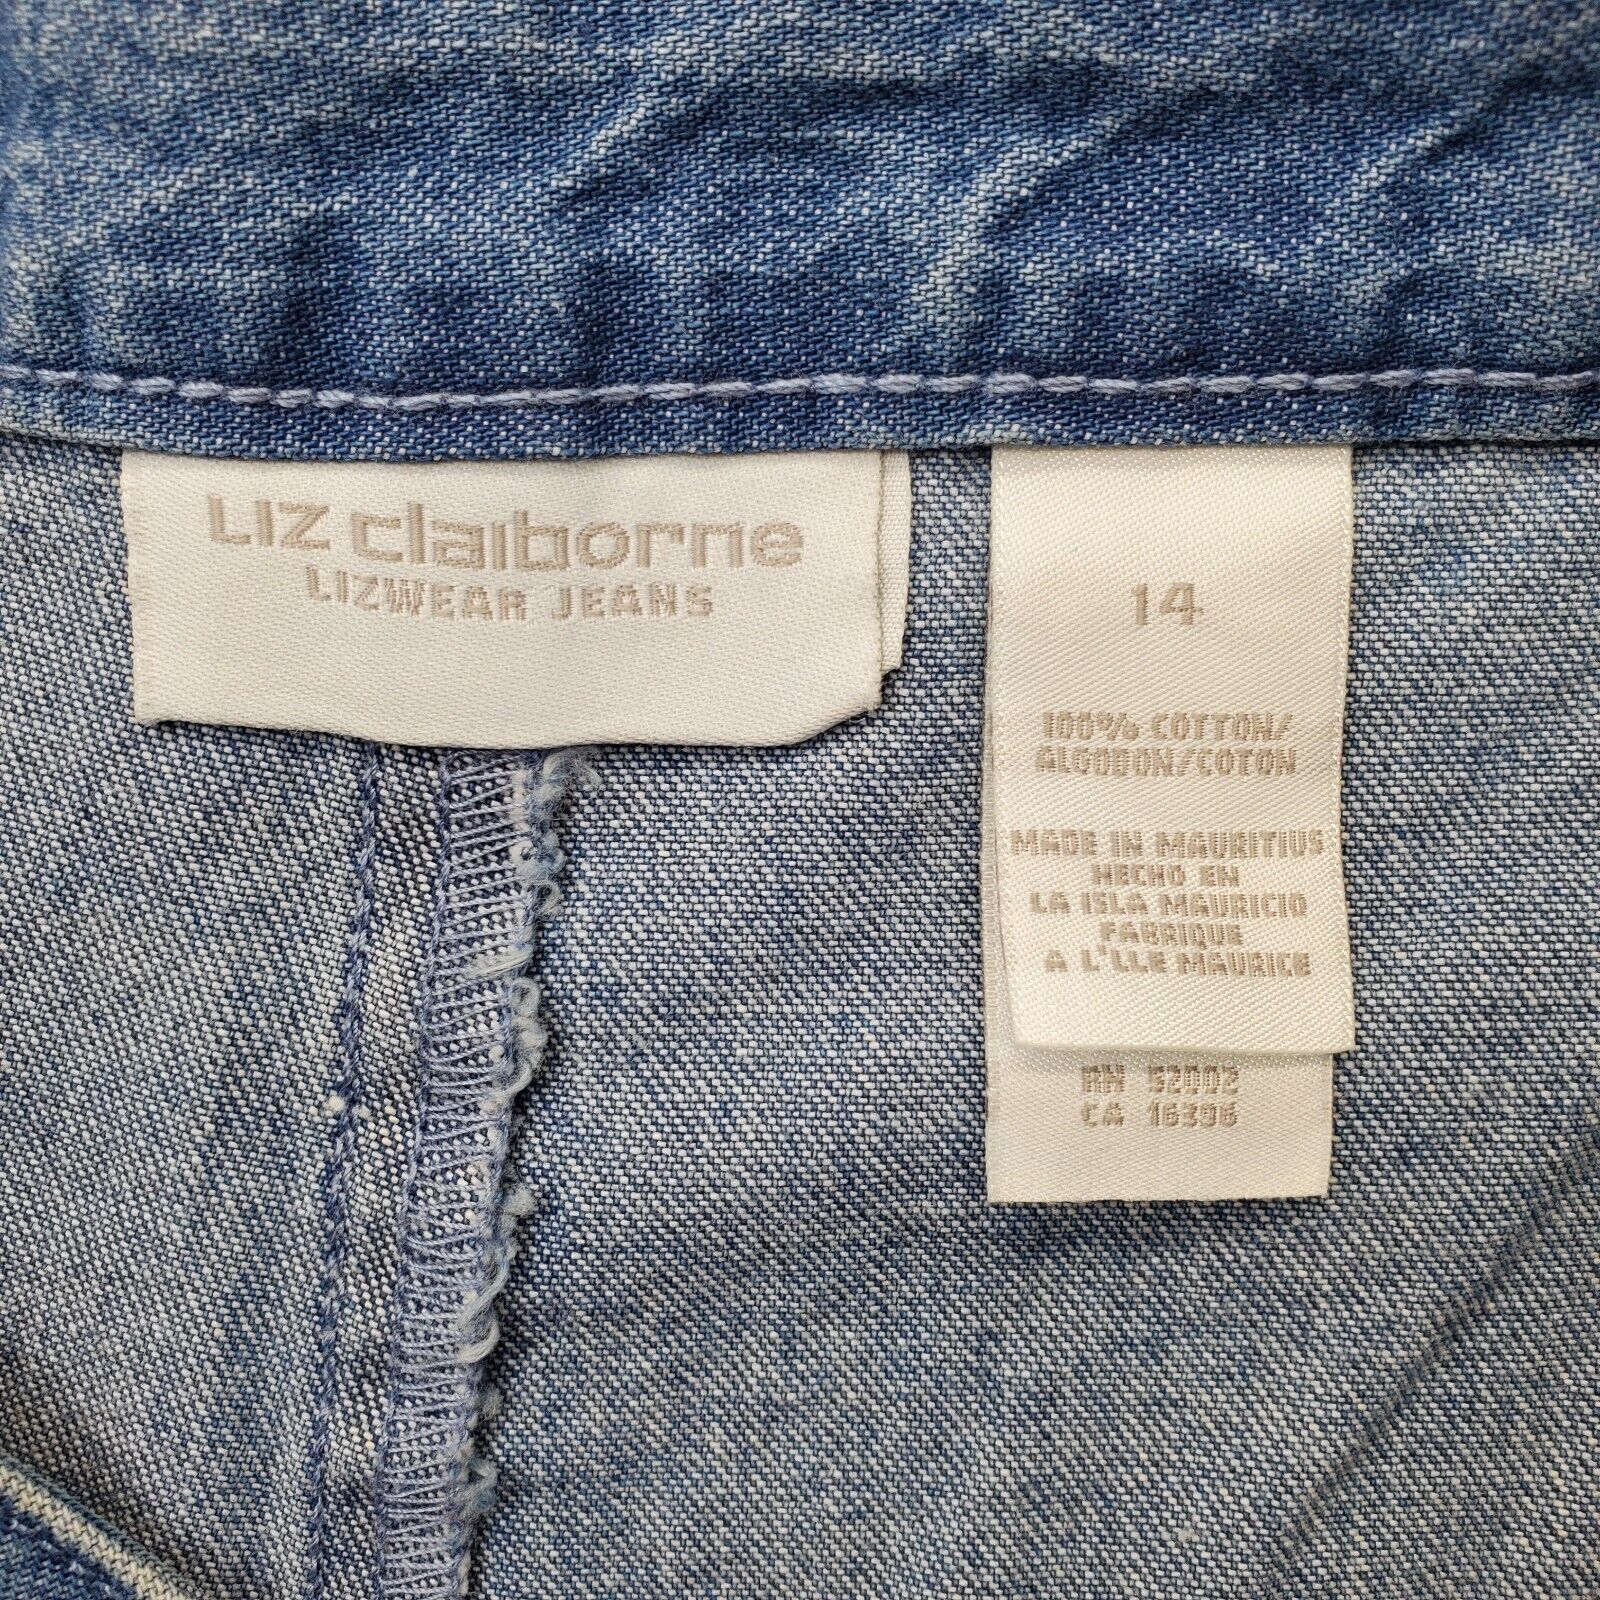 LIZ claiborne
LIZWEAR JEANS
14
100% COTTON/
ALGODON/COTON
MADE IN MAURITIUS
HECHO EN
LA ISLA MAURICIO
FABRIQUE
A L'LLE MAURICE
RN 52002
CA 16396